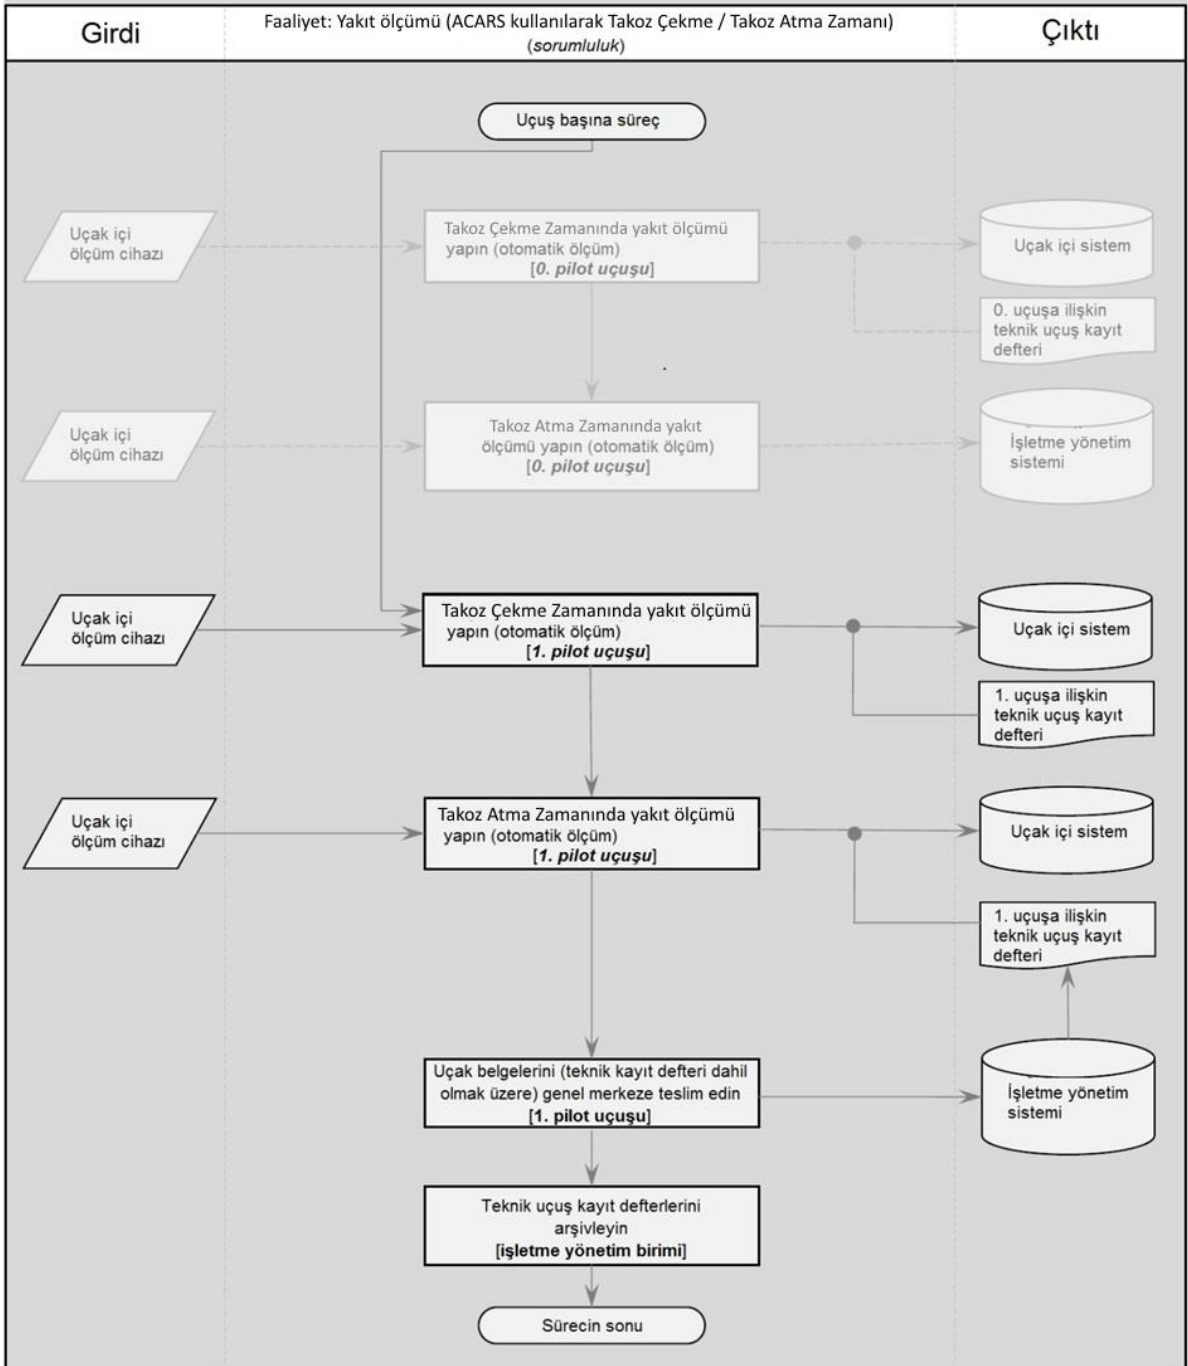 Girdi
Faaliyet: Yakıt ölçümü (ACARS kullanılarak Takoz Çekme / Takoz Atma Zamanı)
(sorumluluk)
Çıktı
Uçuş başına süreç
Uçak içi
ölçüm cihazı
Takoz Çekme Zamanında yakıt ölçümü
yapın (otomatik ölçüm)
[0. pilot uçuşu]
Uçak içi sistem
0. uçuşa ilişkin
teknik uçuş kayıt
defteri
Uçak içi
ölçüm cihazı
Takoz Atma Zamanında yakıt
ölçümü yapın (otomatik ölçüm)
[0. pilot uçuşu]
İşletme yönetim
sistemi
Uçak içi
ölçüm cihazı
Takoz Çekme Zamanında yakıt ölçümü
yapın (otomatik ölçüm)
[1. pilot uçuşu]
Uçak içi sistem
1. uçuşa ilişkin
teknik uçuş kayıt
defteri
Uçak içi
ölçüm cihazı
Takoz Atma Zamanında yakıt ölçümü
yapın (otomatik ölçüm)
[1. pilot uçuşu]
Uçak içi sistem
1. uçuşa ilişkin
teknik uçuş kayıt
defteri
Uçak belgelerini (teknik kayıt defteri dahil
olmak üzere) genel merkeze teslim edin
[1. pilot uçuşu]
İşletme yönetim
sistemi
Teknik uçuş kayıt defterlerini
arşivleyin
[işletme yönetim birimi]
Sürecin sonu